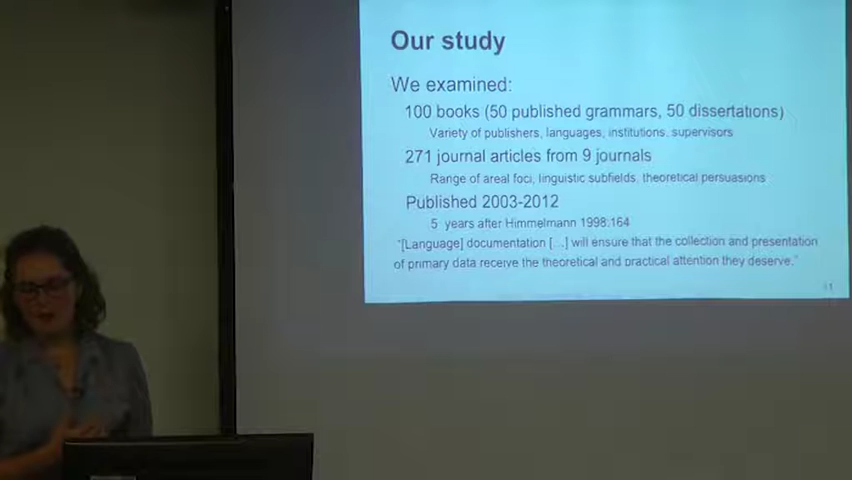 Our study
We examined:
100 books (50 published grammars, 50 dissertations)
Variety of publishers, languages, institutions, supervisors
271 journal articles from 9 journals
Range of areal foci, linguistic subfields, theoretical persuasions
Published 2003-2012
5 years after Himmelmann 1998:164
“[Language] documentation […] will ensure that the collection and presentation
of primary data receive the theoretical and practical attention they deserve.”